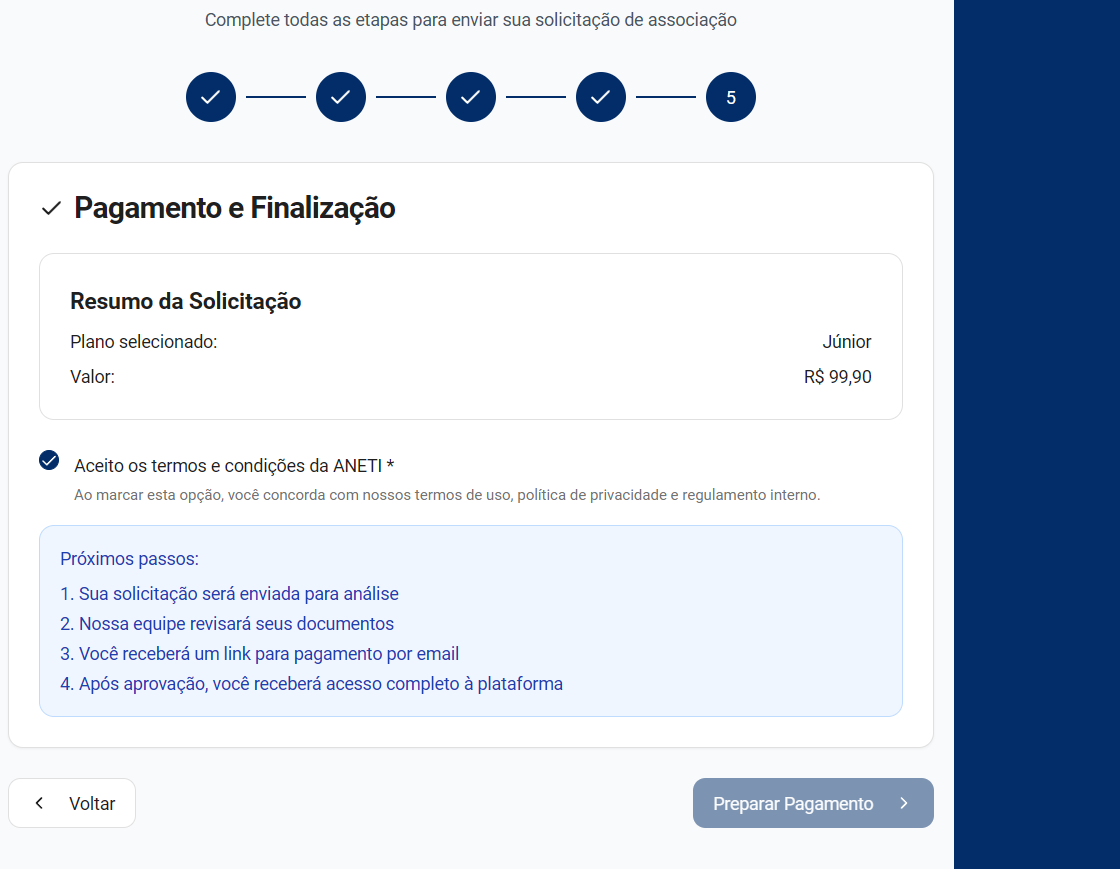 Complete todas as etapas para enviar sua solicitação de associação
5
Pagamento e Finalização
Resumo da Solicitação
Plano selecionado: Júnior
Valor: R$ 99,90
Aceito os termos e condições da ANETI *
Ao marcar esta opção, você concorda com nossos termos de uso, política de privacidade e regulamento interno.
Próximos passos:
1. Sua solicitação será enviada para análise
2. Nossa equipe revisará seus documentos
3. Você receberá um link para pagamento por email
4. Após aprovação, você receberá acesso completo à plataforma
Voltar Preparar Pagamento